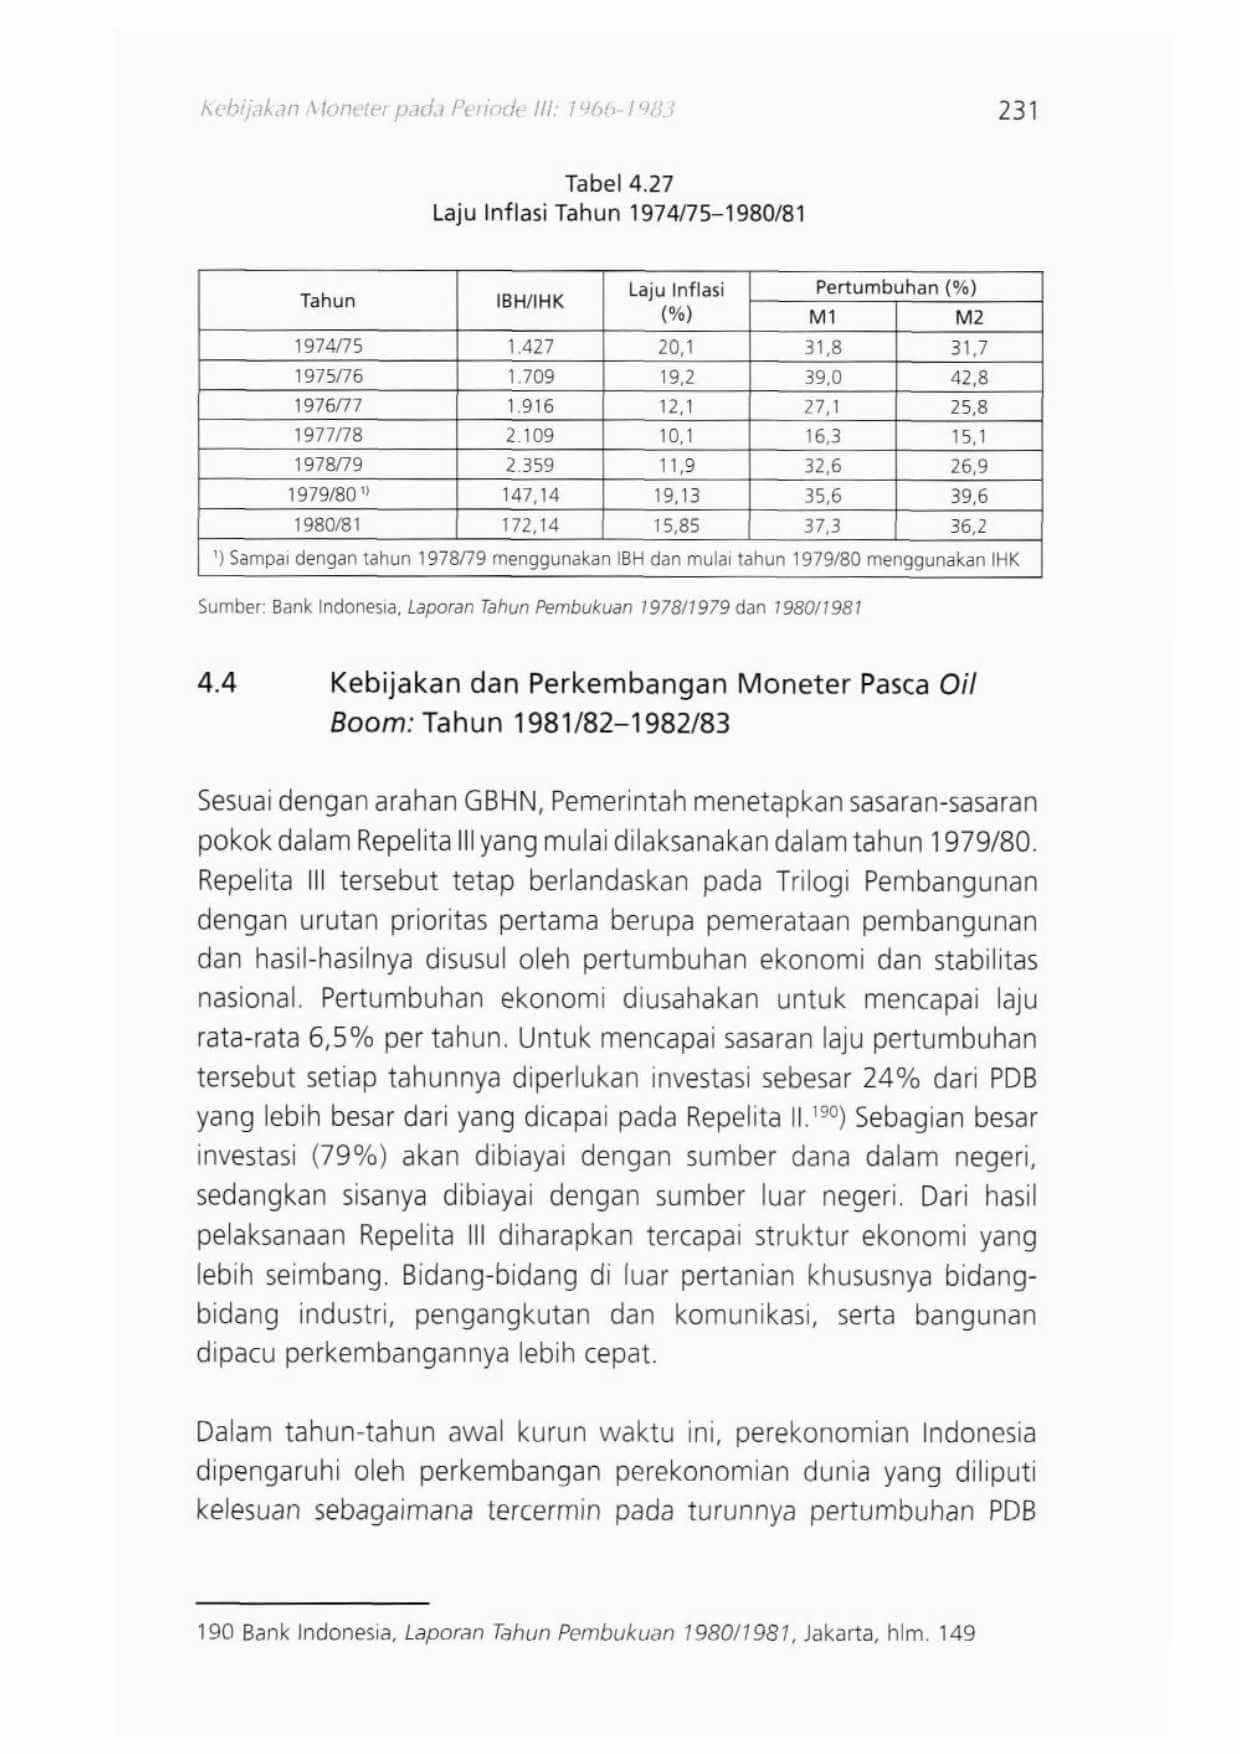 Kebijakan Moneter pada Periode III: 1966-1983 231
Tabel 4.27
Laju Inflasi Tahun 1974/75–1980/81
Tahun IBH/IHK Laju Inflasi (%) Pertumbuhan (%)
M1 M2
1974/75 1.427 20,1 31,8 31,7
1975/76 1.709 19,2 39,0 42,8
1976/77 1.916 12,1 27,1 25,8
1977/78 2.109 10,1 16,3 15,1
1978/79 2.359 11,9 32,6 26,9
1979/80 ¹⁾ 147,14 19,13 35,6 39,6
1980/81 172,14 15,85 37,3 36,2
¹) Sampai dengan tahun 1978/79 menggunakan IBH dan mulai tahun 1979/80 menggunakan IHK
Sumber: Bank Indonesia, Laporan Tahun Pembukuan 1978/1979 dan 1980/1981
4.4 Kebijakan dan Perkembangan Moneter Pasca Oil
Boom: Tahun 1981/82–1982/83
Sesuai dengan arahan GBHN, Pemerintah menetapkan sasaran-sasaran
pokok dalam Repelita III yang mulai dilaksanakan dalam tahun 1979/80.
Repelita III tersebut tetap berlandaskan pada Trilogi Pembangunan
dengan urutan prioritas pertama berupa pemerataan pembangunan
dan hasil-hasilnya disusul oleh pertumbuhan ekonomi dan stabilitas
nasional. Pertumbuhan ekonomi diusahakan untuk mencapai laju
rata-rata 6,5% per tahun. Untuk mencapai sasaran laju pertumbuhan
tersebut setiap tahunnya diperlukan investasi sebesar 24% dari PDB
yang lebih besar dari yang dicapai pada Repelita II.¹⁹⁰) Sebagian besar
investasi (79%) akan dibiayai dengan sumber dana dalam negeri,
sedangkan sisanya dibiayai dengan sumber luar negeri. Dari hasil
pelaksanaan Repelita III diharapkan tercapai struktur ekonomi yang
lebih seimbang. Bidang-bidang di luar pertanian khususnya bidang-
bidang industri, pengangkutan dan komunikasi, serta bangunan
dipacu perkembangannya lebih cepat.
Dalam tahun-tahun awal kurun waktu ini, perekonomian Indonesia
dipengaruhi oleh perkembangan perekonomian dunia yang diliputi
kelesuan sebagaimana tercermin pada turunnya pertumbuhan PDB
190 Bank Indonesia, Laporan Tahun Pembukuan 1980/1981, Jakarta, hlm. 149